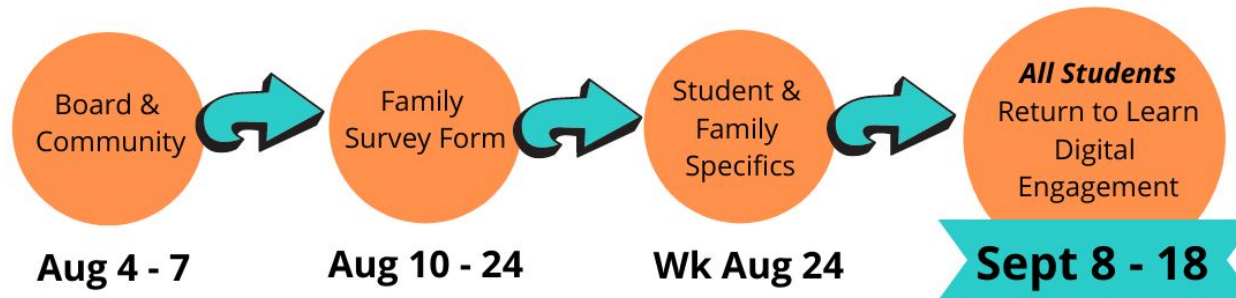 Board &
Community
Aug 4 - 7
Family
Survey Form
Aug 10 - 24
Student &
Family
Specifics
Wk Aug 24
All Students
Return to Learn
Digital
Engagement
Sept 8 - 18